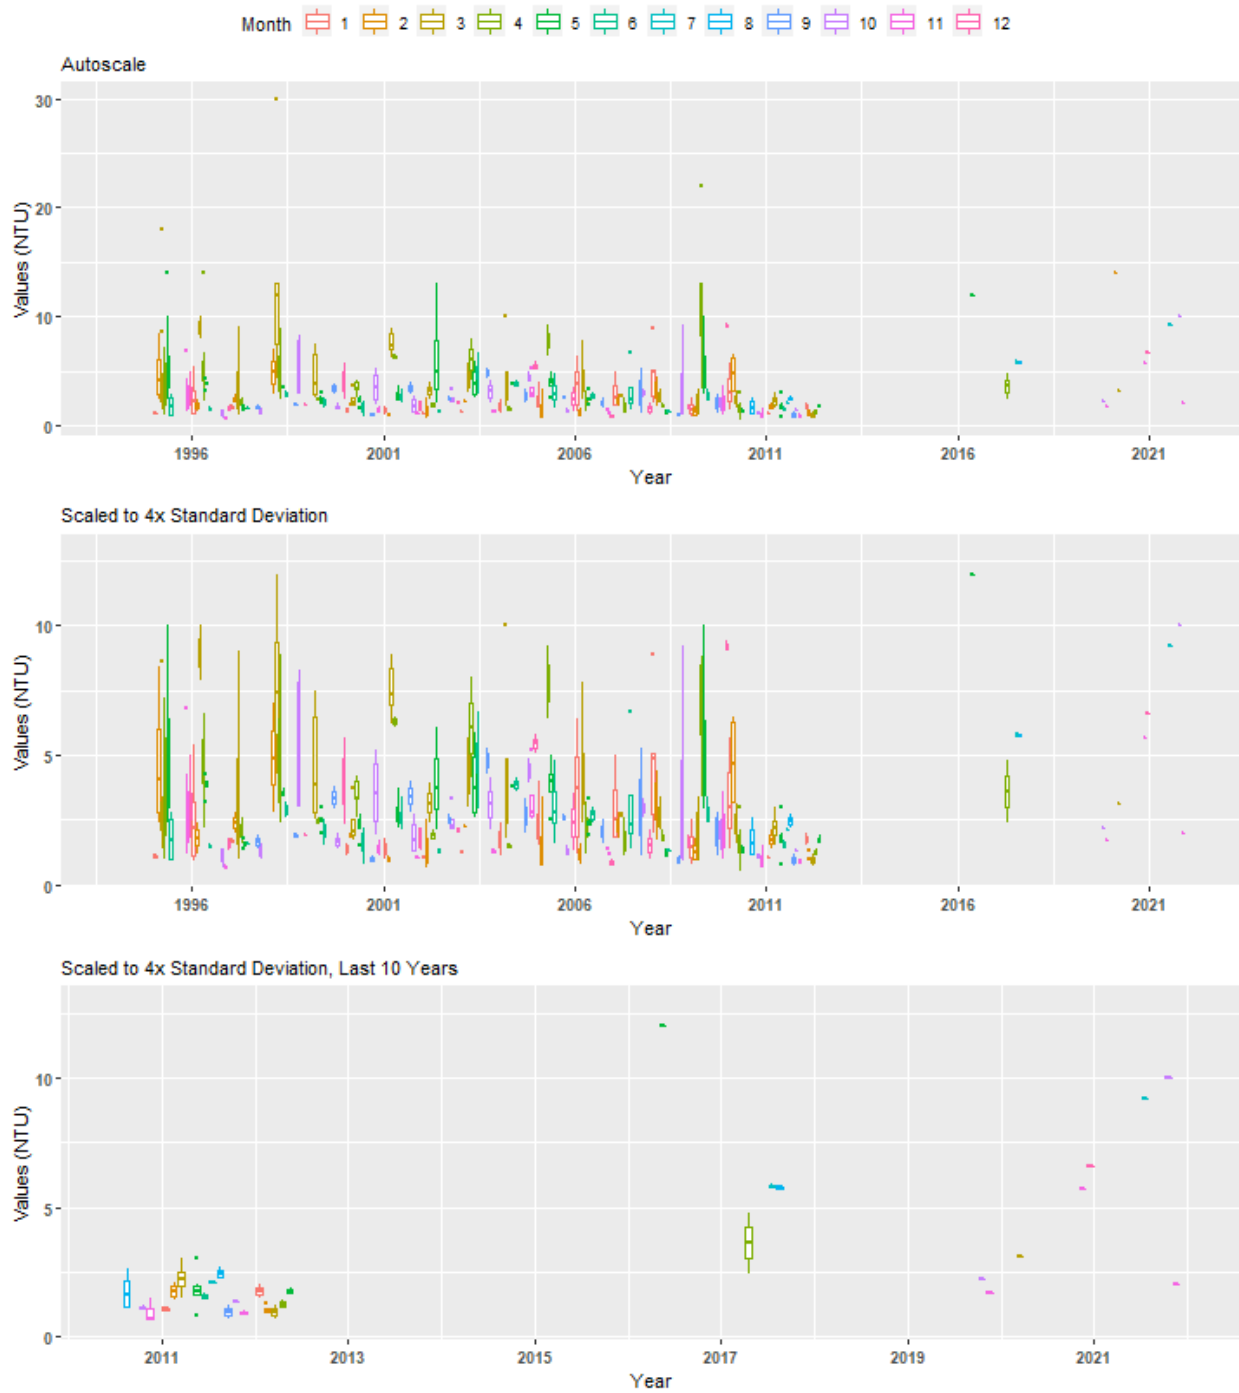 Month 1 2 3 4 5 6 7 8 9 10 11 12
Autoscale
30
20
10
0
Values (NTU)
1996 2001 2006 2011 2016 2021
Year
Scaled to 4x Standard Deviation
10
5
0
Values (NTU)
1996 2001 2006 2011 2016 2021
Year
Scaled to 4x Standard Deviation, Last 10 Years
10
5
0
Values (NTU)
2011 2013 2015 2017 2019 2021
Year